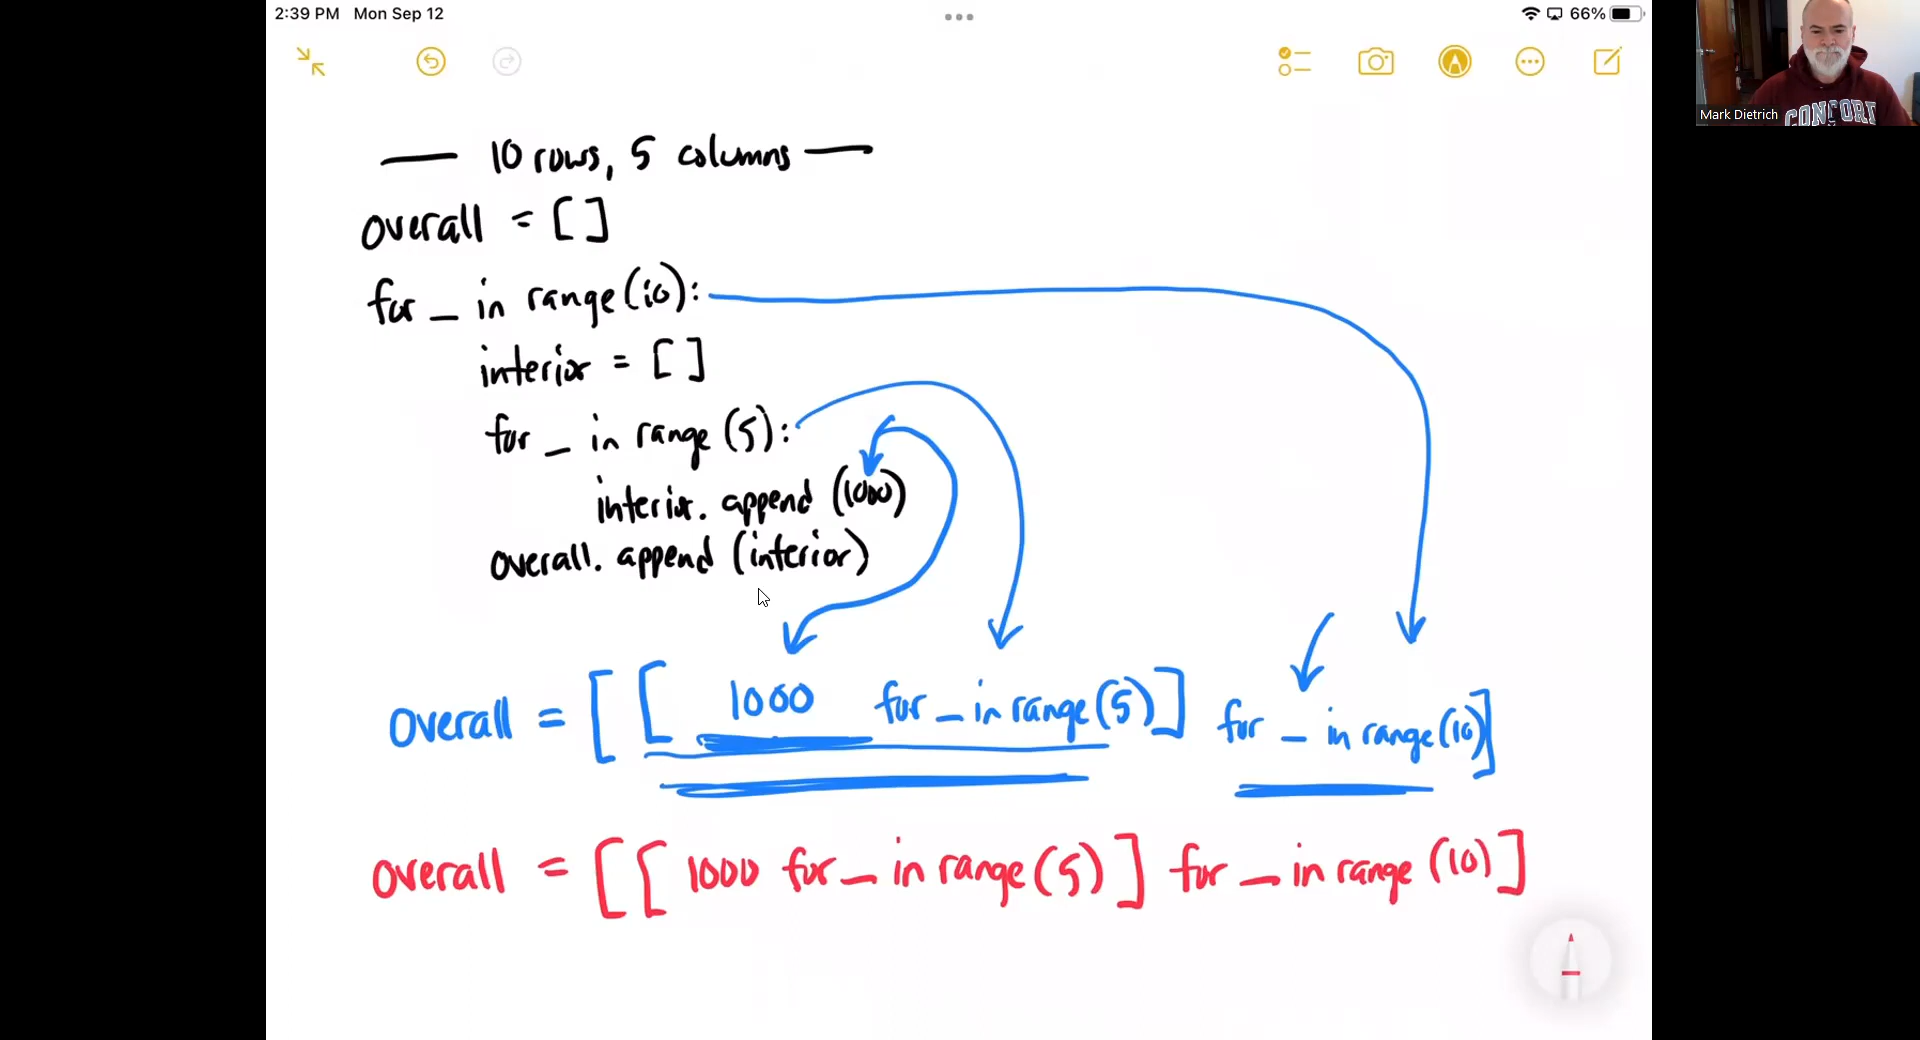 2:39 PM Mon Sep 12
66%
Mark Dietrich
CONCORD
10 rows, 5 columns
overall = []
for _ in range(10):
interior = []
for _ in range(5):
interior. append (1000)
overall. append (interior)
overall = [[ 1000 for _ in range(5)] for _ in range(10)]
overall = [[ 1000 for _ in range(5)] for _ in range (10)]